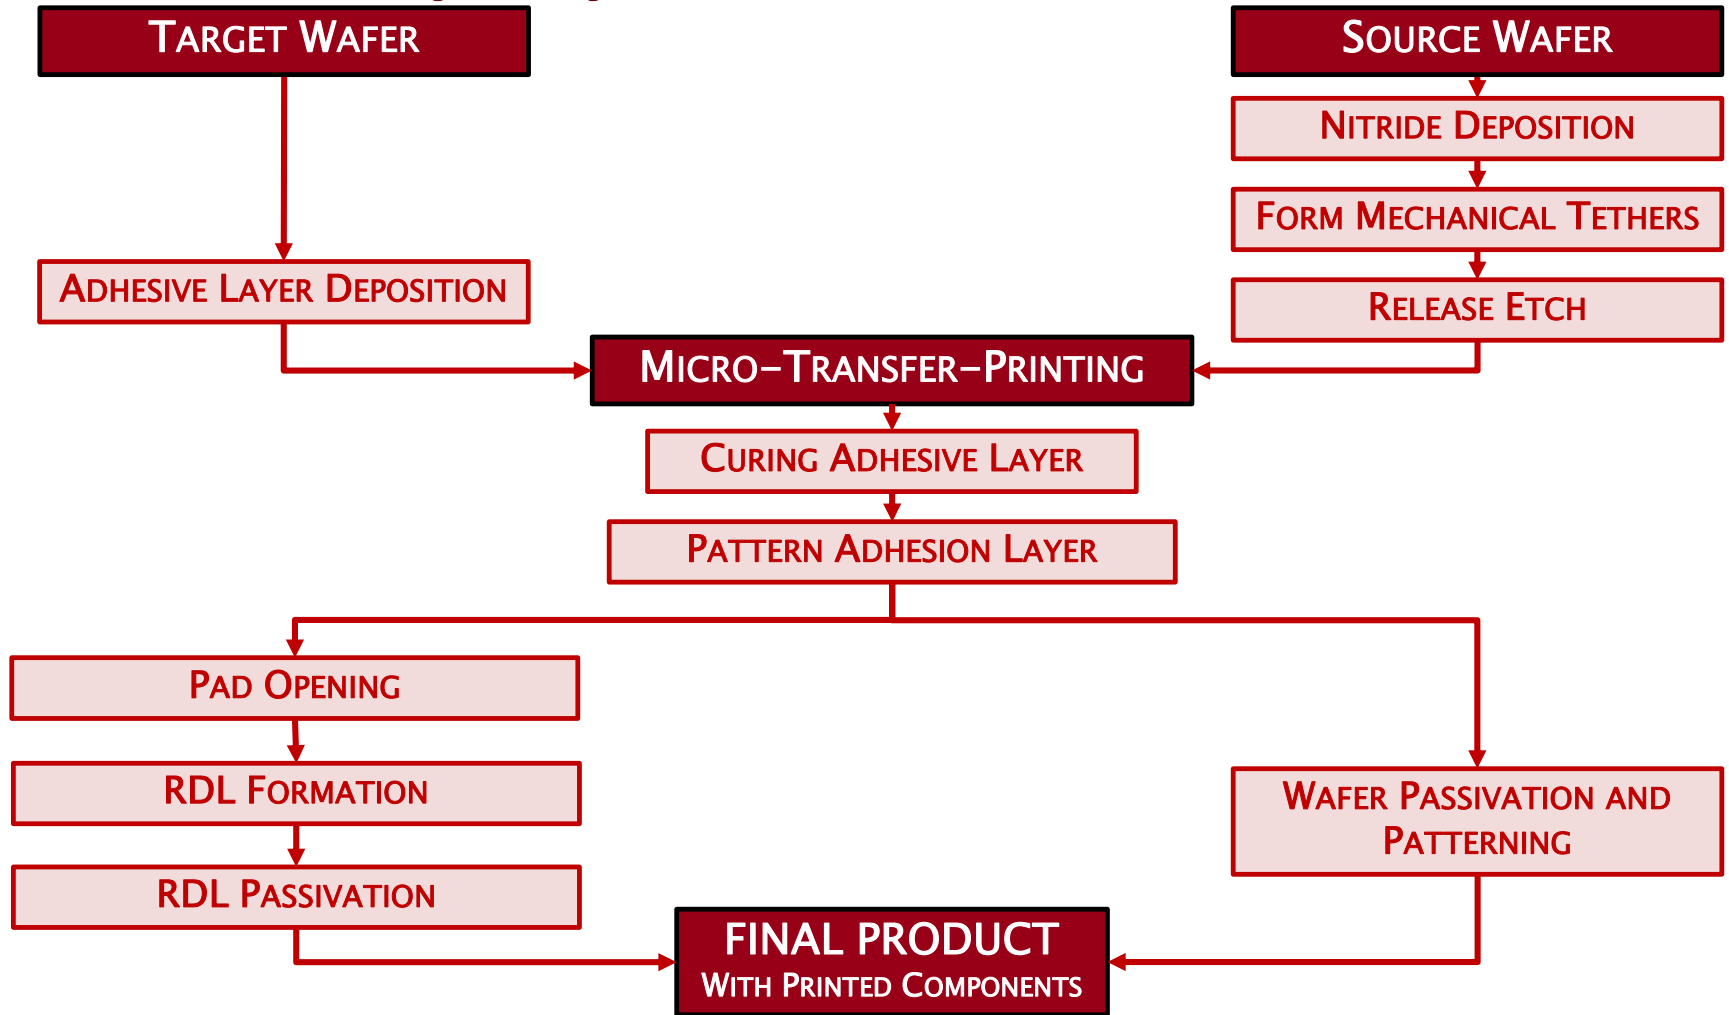 TARGET WAFER
SOURCE WAFER
NITRIDE DEPOSITION
FORM MECHANICAL TETHERS
ADHESIVE LAYER DEPOSITION
RELEASE ETCH
MICRO-TRANSFER-PRINTING
CURING ADHESIVE LAYER
PATTERN ADHESION LAYER
PAD OPENING
RDL FORMATION
WAFER PASSIVATION AND
PATTERNING
RDL PASSIVATION
FINAL PRODUCT
WITH PRINTED COMPONENTS